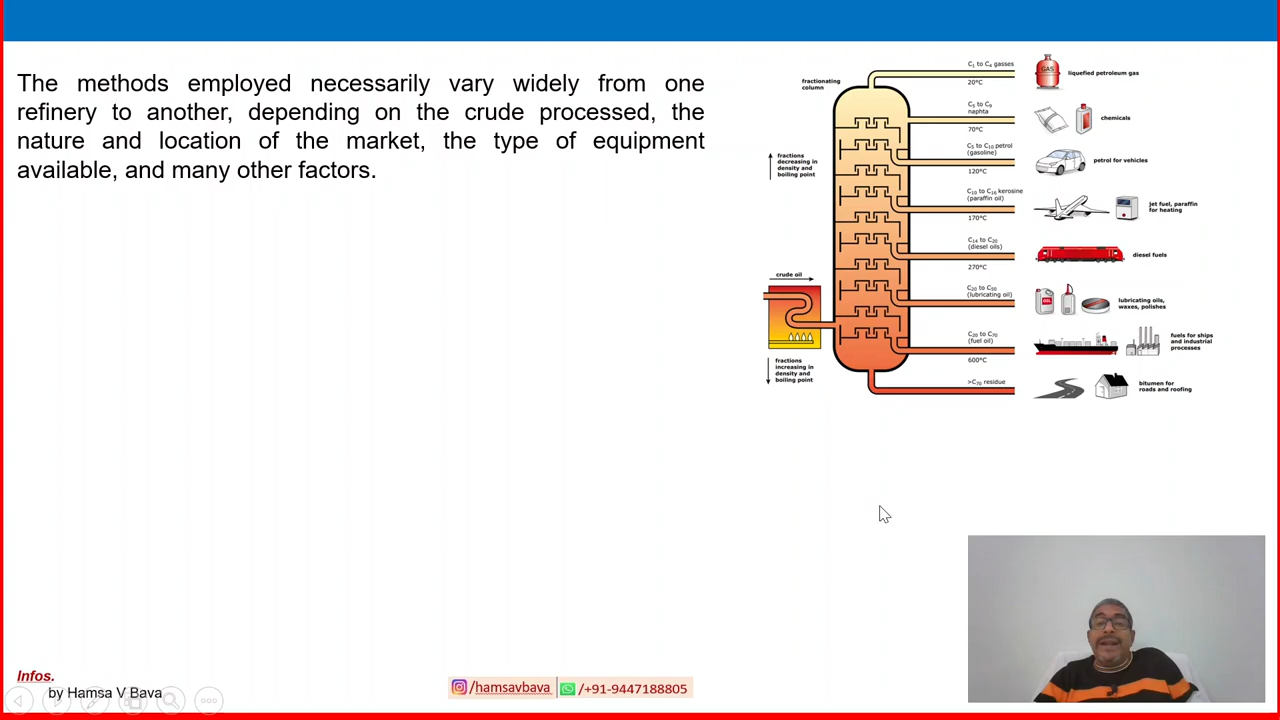 The methods employed necessarily vary widely from one
refinery to another, depending on the crude processed, the
nature and location of the market, the type of equipment
available, and many other factors.
fractionating
column
fractions
decreasing in
density and
boiling point
crude oil
fractions
increasing in
density and
boiling point
C₁ to C₄ gasses
20°C
C₅ to C₉
naphta
70°C
C₅ to C₁₀ petrol
(gasoline)
120°C
C₁₀ to C₁₆ kerosine
(paraffin oil)
170°C
C₁₄ to C₂₀
(diesel oils)
270°C
C₂₀ to C₅₀
(lubricating oil)
C₂₀ to C₇₀
(fuel oil)
600°C
>C₇₀ residue
GAS
liquefied petroleum gas
chemicals
petrol for vehicles
jet fuel, paraffin
for heating
diesel fuels
OIL
lubricating oils,
waxes, polishes
fuels for ships
and industrial
processes
bitumen for
roads and roofing
Infos.
by Hamsa V Bava
/hamsavbava
/+91-9447188805